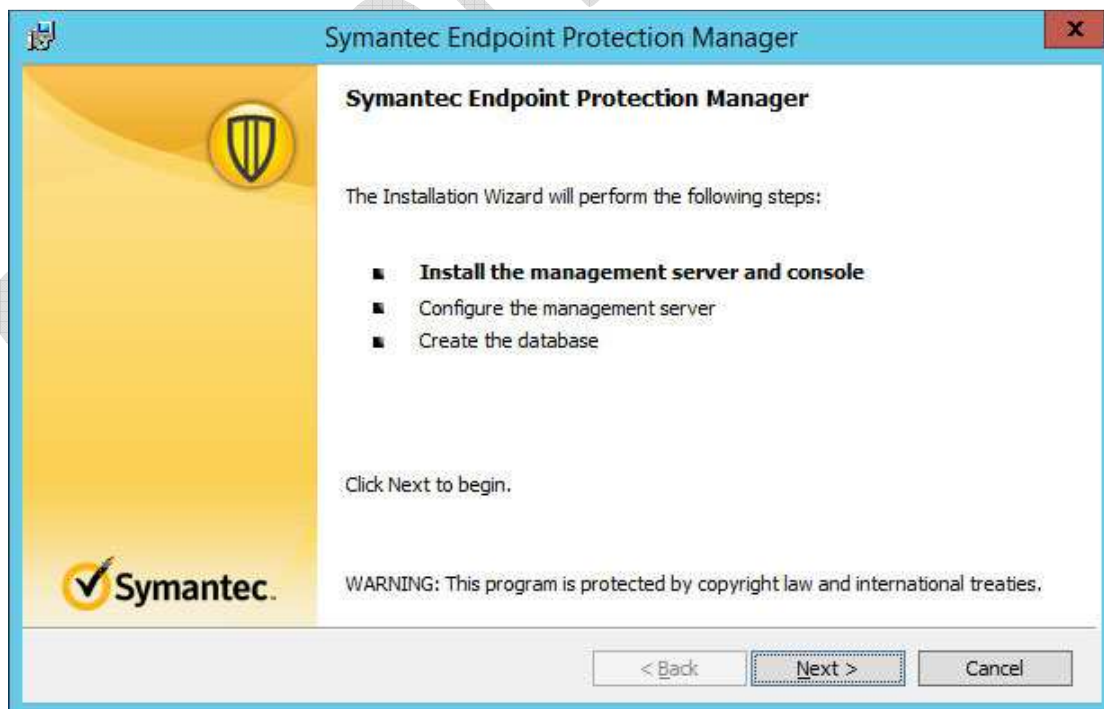 Symantec Endpoint Protection Manager
x
Symantec Endpoint Protection Manager
The Installation Wizard will perform the following steps:
Install the management server and console
Configure the management server
Create the database
Click Next to begin.
Symantec.
WARNING: This program is protected by copyright law and international treaties.
< Back
Next >
Cancel